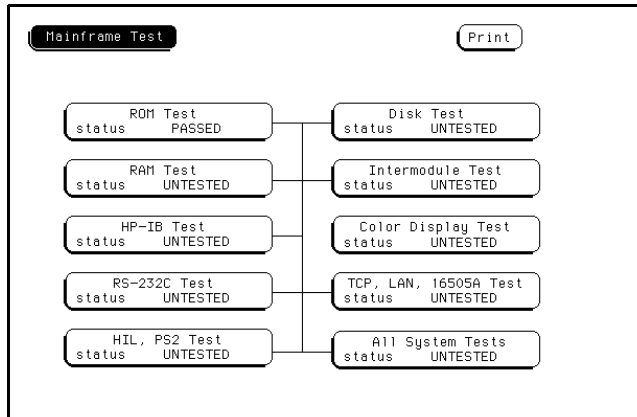 Mainframe Test
Print
ROM Test
status PASSED
Disk Test
status UNTESTED
RAM Test
status UNTESTED
Intermodule Test
status UNTESTED
HP-IB Test
status UNTESTED
Color Display Test
status UNTESTED
RS-232C Test
status UNTESTED
TCP, LAN, 16505A Test
status UNTESTED
HIL, PS2 Test
status UNTESTED
All System Tests
status UNTESTED